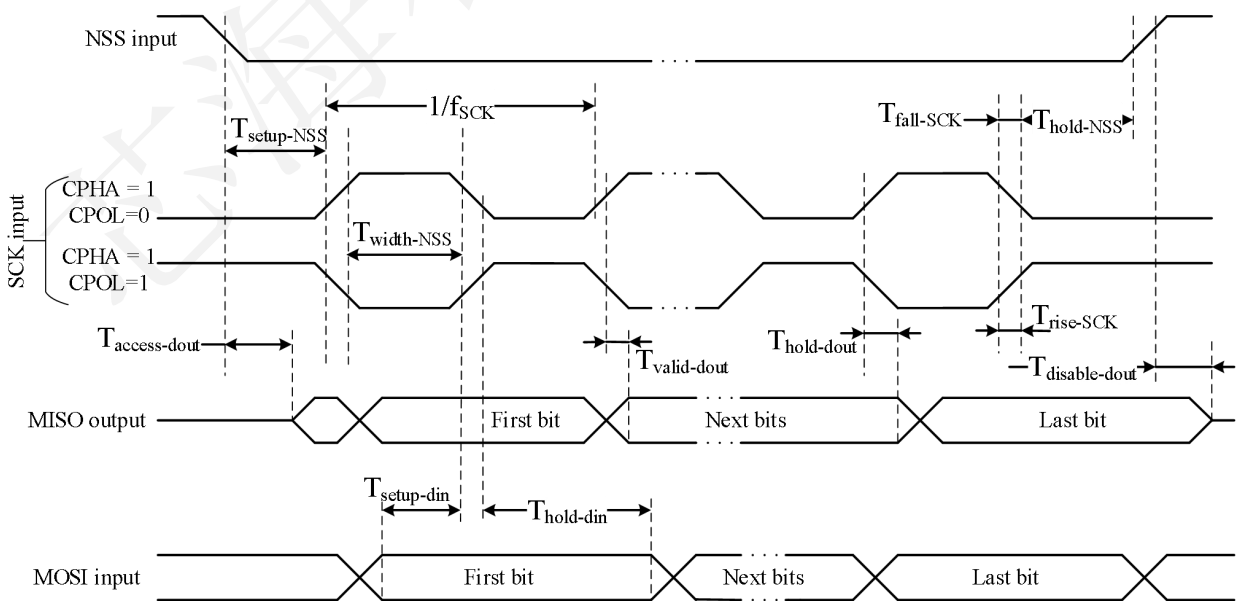 NSS input
1/fSCK
Tfall-SCK
Thold-NSS
Tsetup-NSS
SCK input
CPHA = 1
CPOL=0
Twidth-NSS
CPHA = 1
CPOL=1
Taccess-dout
Tvalid-dout
Thold-dout
Trise-SCK
Tdisable-dout
MISO output
First bit
Next bits
Last bit
Tsetup-din
Thold-din
MOSI input
First bit
Next bits
Last bit
芯海